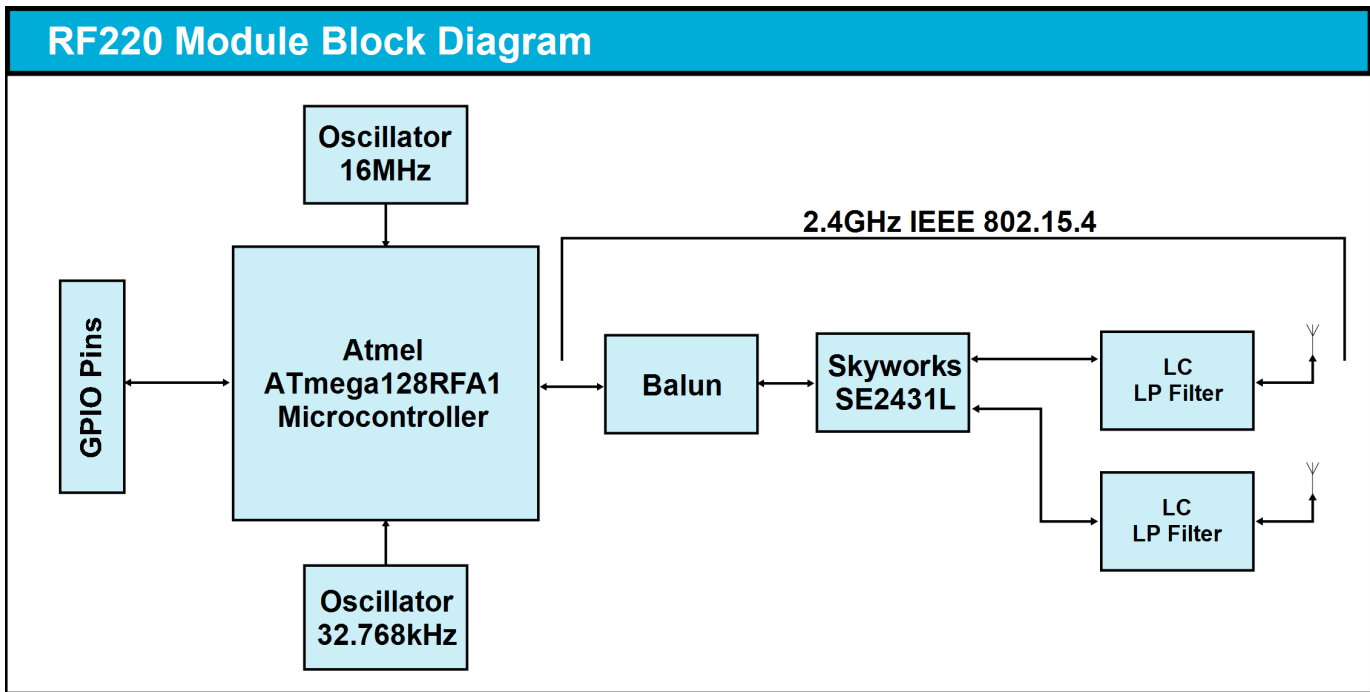 RF220 Module Block Diagram
Oscillator
16MHz
2.4GHz IEEE 802.15.4
GPIO Pins
Atmel
ATmega128RFA1
Microcontroller
Balun
Skyworks
SE2431L
LC
LP Filter
LC
LP Filter
Oscillator
32.768kHz